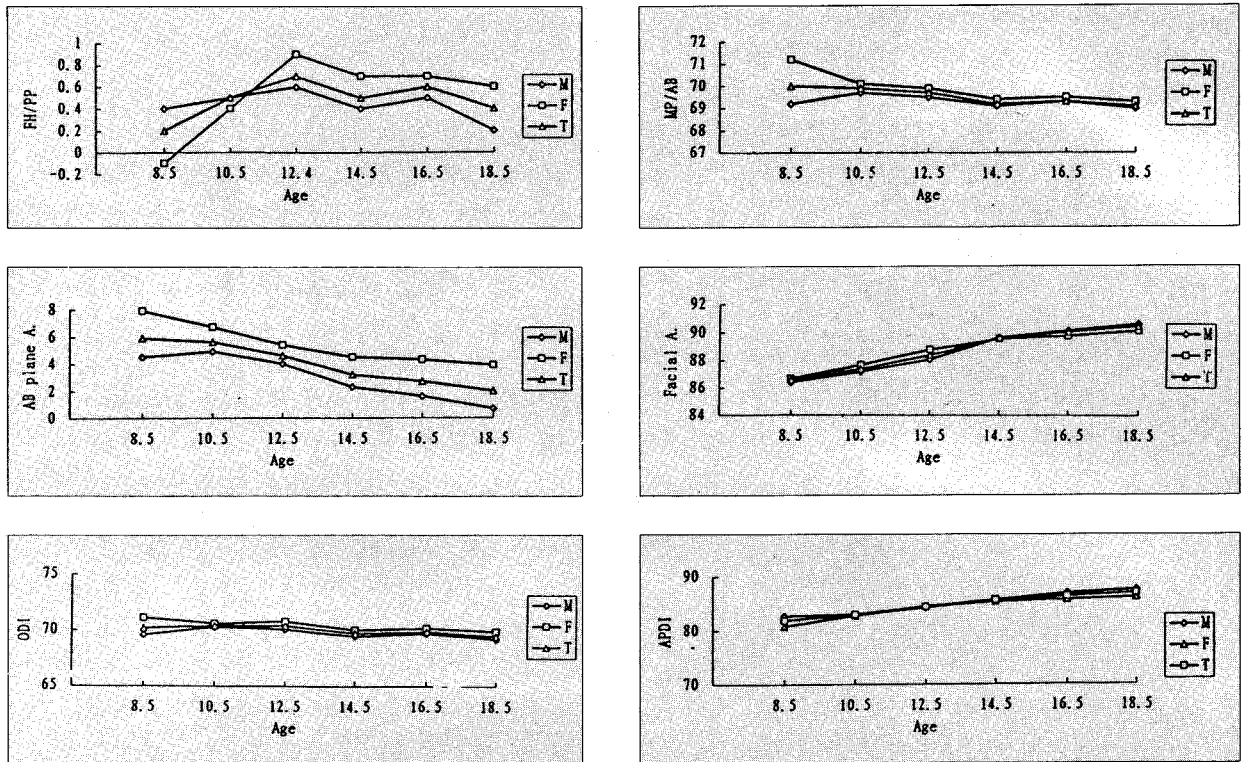 FH/PP
1
0.8
0.6
0.4
0.2
0
-0.2
8.5 10.5 12.4 14.5 16.5 18.5
Age
M
F
T
MP/AB
72
71
70
69
68
67
8.5 10.5 12.5 14.5 16.5 18.5
Age
M
F
T
AB plane A.
8
6
4
2
0
8.5 10.5 12.5 14.5 16.5 18.5
Age
M
F
T
Facial A.
92
90
88
86
84
8.5 10.5 12.5 14.5 16.5 18.5
Age
M
F
T
ODI
75
70
65
8.5 10.5 12.5 14.5 16.5 18.5
Age
M
F
T
APDI
90
80
70
8.5 10.5 12.5 14.5 16.5 18.5
Age
M
F
T